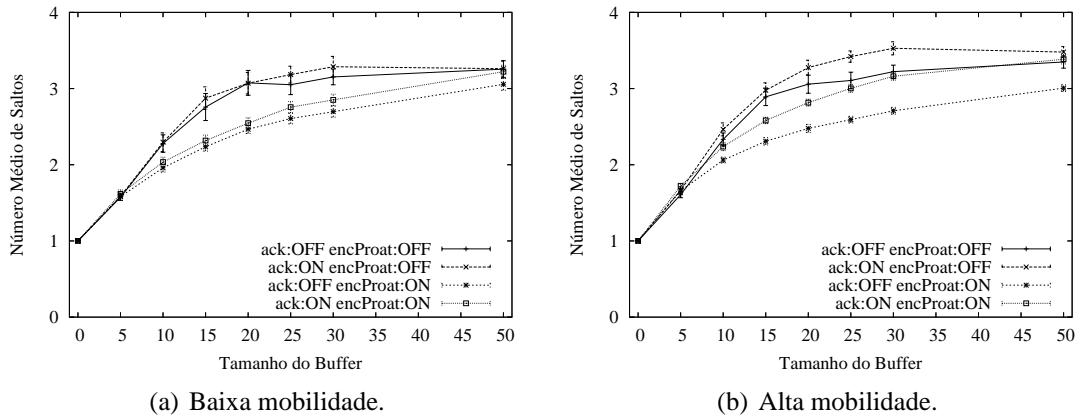 4
3
2
1
0
Número Médio de Saltos
ack:OFF encProat:OFF
ack:ON encProat:OFF
ack:OFF encProat:ON
ack:ON encProat:ON
0 5 10 15 20 25 30 35 40 45 50
Tamanho do Buffer
(a) Baixa mobilidade.
4
3
2
1
0
Número Médio de Saltos
ack:OFF encProat:OFF
ack:ON encProat:OFF
ack:OFF encProat:ON
ack:ON encProat:ON
0 5 10 15 20 25 30 35 40 45 50
Tamanho do Buffer
(b) Alta mobilidade.